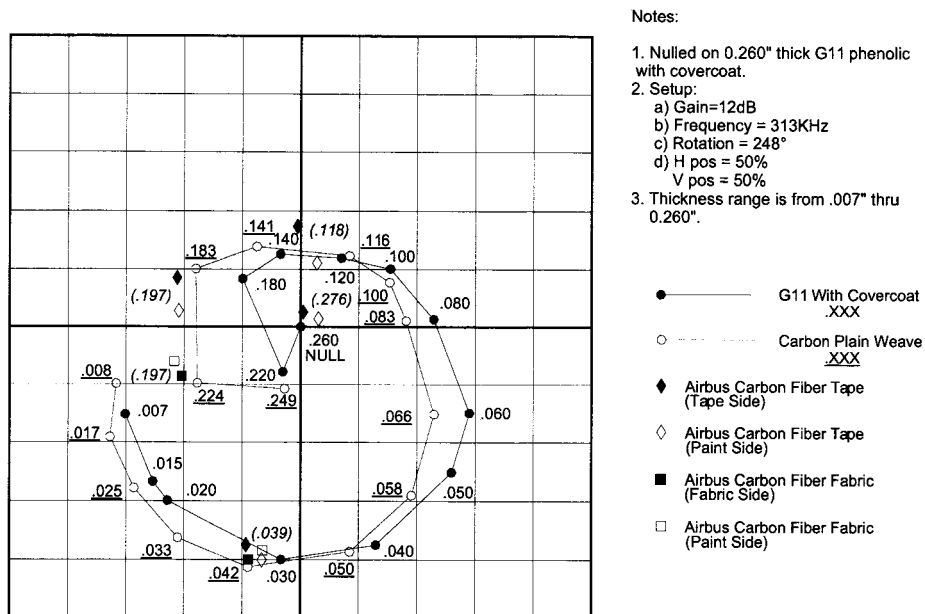 Notes:
1. Nulled on 0.260" thick G11 phenolic
with covercoat.
2. Setup:
a) Gain=12dB
b) Frequency = 313KHz
c) Rotation = 248°
d) H pos = 50%
V pos = 50%
3. Thickness range is from .007" thru
0.260".
G11 With Covercoat
.XXX
Carbon Plain Weave
.XXX
Airbus Carbon Fiber Tape
(Tape Side)
Airbus Carbon Fiber Tape
(Paint Side)
Airbus Carbon Fiber Fabric
(Fabric Side)
Airbus Carbon Fiber Fabric
(Paint Side)
.141
.140
(.118)
.116
.183
.120
.100
.180
(.197)
(.276)
.100
.080
.083
.260
NULL
.008
(.197)
.220
.224
.249
.007
.066
.060
.017
.015
.025
.020
.058
.050
(.039)
.033
.040
.042
.030
.050